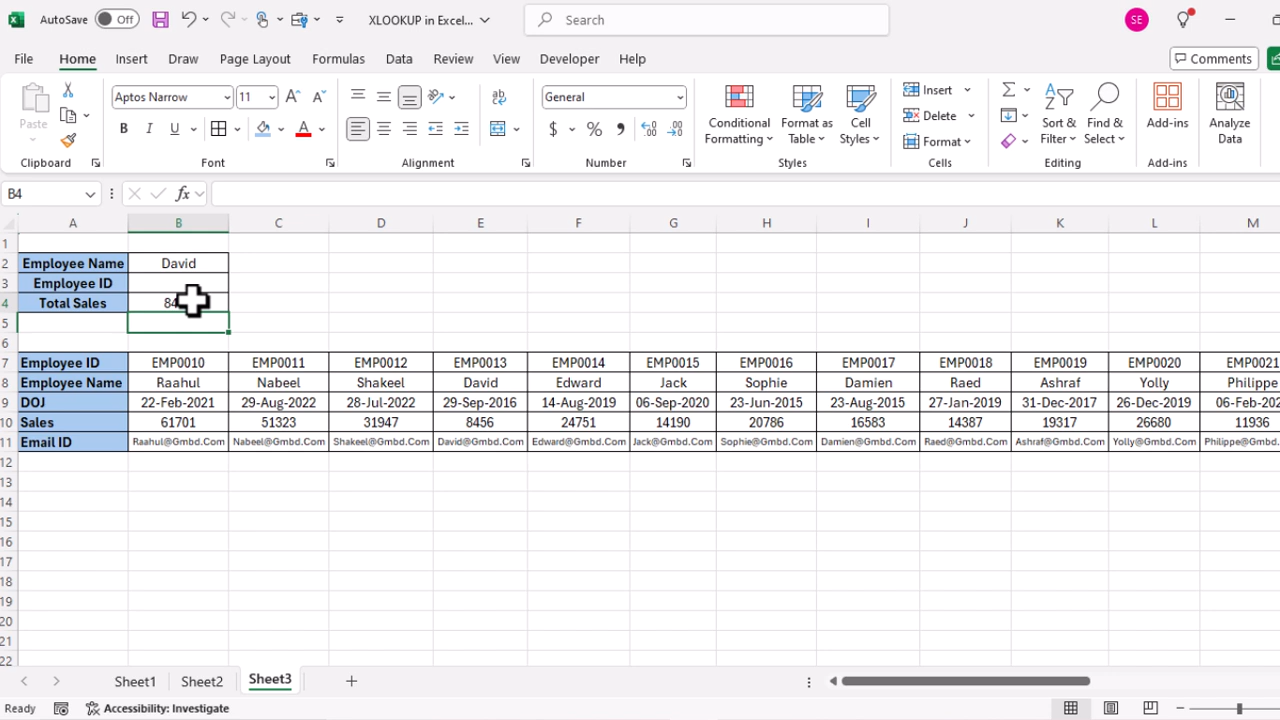 AutoSave Off XLOOKUP in Excel... Search SE
File Home Insert Draw Page Layout Formulas Data Review View Developer Help Comments
Paste
Aptos Narrow 11
B I U A
General
$ % ,
Conditional Formatting
Format as Table
Cell Styles
Insert
Delete
Format
Sort & Filter
Find & Select
Add-ins
Analyze Data
Clipboard Font Alignment Number Styles Cells Editing Add-ins
B4 fx
A B C D E F G H I J K L M
1
2 Employee Name David
3 Employee ID
4 Total Sales
5
6
7 Employee ID EMP0010 EMP0011 EMP0012 EMP0013 EMP0014 EMP0015 EMP0016 EMP0017 EMP0018 EMP0019 EMP0020 EMP0021
8 Employee Name Raahul Nabeel Shakeel David Edward Jack Sophie Damien Raed Ashraf Yolly Philippe
9 DOJ 22-Feb-2021 29-Aug-2022 28-Jul-2022 29-Sep-2016 14-Aug-2019 06-Sep-2020 23-Jun-2015 23-Aug-2015 27-Jan-2019 31-Dec-2017 26-Dec-2019 06-Feb-202
10 Sales 61701 51323 31947 8456 24751 14190 20786 16583 14387 19317 26680 11936
11 Email ID Raahul@Gmbd.Com Nabeel@Gmbd.Com Shakeel@Gmbd.Com David@Gmbd.Com Edward@Gmbd.Com Jack@Gmbd.Com Sophie@Gmbd.Com Damien@Gmbd.Com Raed@Gmbd.Com Ashraf@Gmbd.Com Yolly@Gmbd.Com Philippe@Gmbd.C
12
13
14
15
16
17
18
19
20
21
22
Sheet1 Sheet2 Sheet3
Ready Accessibility: Investigate